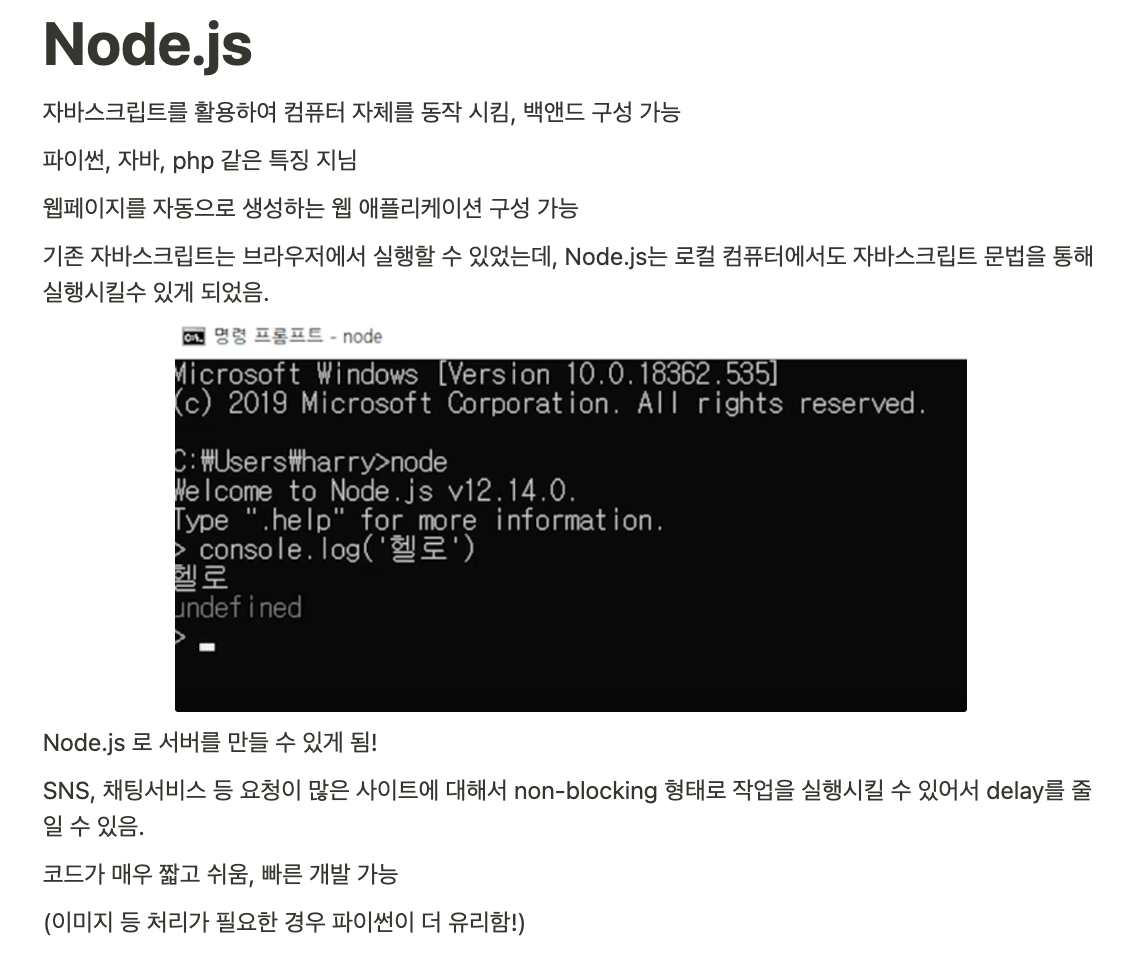 Node.js
자바스크립트를 활용하여 컴퓨터 자체를 동작 시킴, 백앤드 구성 가능
파이썬, 자바, php 같은 특징 지님
웹페이지를 자동으로 생성하는 웹 애플리케이션 구성 가능
기존 자바스크립트는 브라우저에서 실행할 수 있었는데, Node.js는 로컬 컴퓨터에서도 자바스크립트 문법을 통해
실행시킬수 있게 되었음.
명령 프롬프트 - node
Microsoft Windows [Version 10.0.18362.535]
(c) 2019 Microsoft Corporation. All rights reserved.
C:₩Users₩harry>node
Welcome to Node.js v12.14.0.
Type ".help" for more information.
> console.log('헬로')
헬로
undefined
>
Node.js 로 서버를 만들 수 있게 됨!
SNS, 채팅서비스 등 요청이 많은 사이트에 대해서 non-blocking 형태로 작업을 실행시킬 수 있어서 delay를 줄
일 수 있음.
코드가 매우 짧고 쉬움, 빠른 개발 가능
(이미지 등 처리가 필요한 경우 파이썬이 더 유리함!)